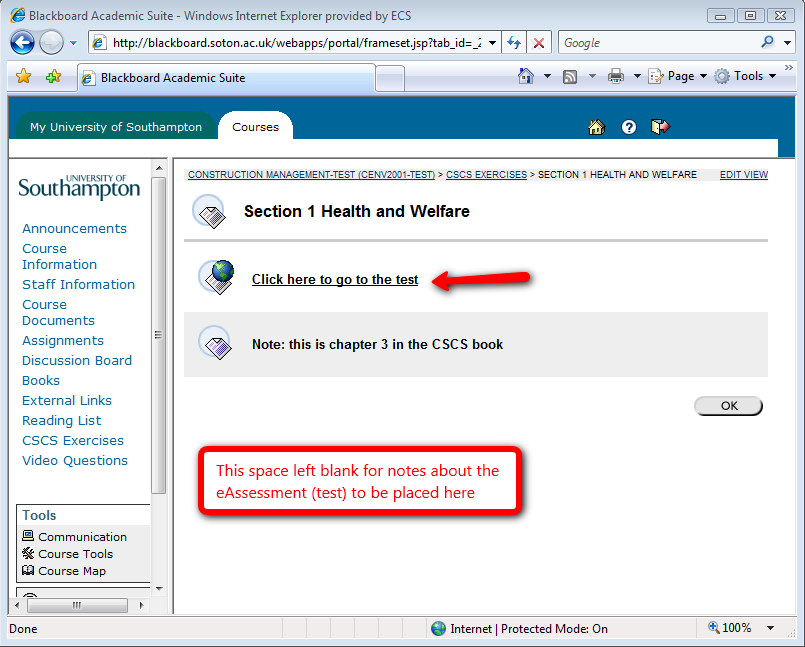 Blackboard Academic Suite - Windows Internet Explorer provided by ECS
http://blackboard.soton.ac.uk/webapps/portal/frameset.jsp?tab_id=_2
Google
Blackboard Academic Suite
Page
Tools
My University of Southampton
Courses
UNIVERSITY OF
Southampton
Announcements
Course
Information
Staff Information
Course
Documents
Assignments
Discussion Board
Books
External Links
Reading List
CSCS Exercises
Video Questions
Tools
Communication
Course Tools
Course Map
CONSTRUCTION MANAGEMENT-TEST (CENV2001-TEST) > CSCS EXERCISES > SECTION 1 HEALTH AND WELFARE
EDIT VIEW
Section 1 Health and Welfare
Click here to go to the test
Note: this is chapter 3 in the CSCS book
OK
This space left blank for notes about the
eAssessment (test) to be placed here
Done
Internet | Protected Mode: On
100%